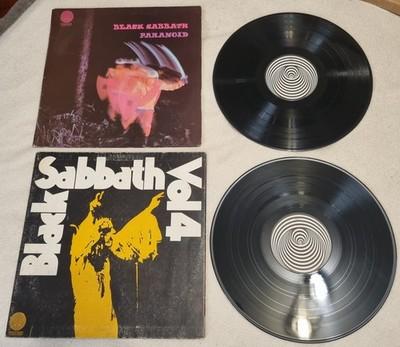 BLACK SABBATH
PARANOID
Black
Sabbath
Vol 4